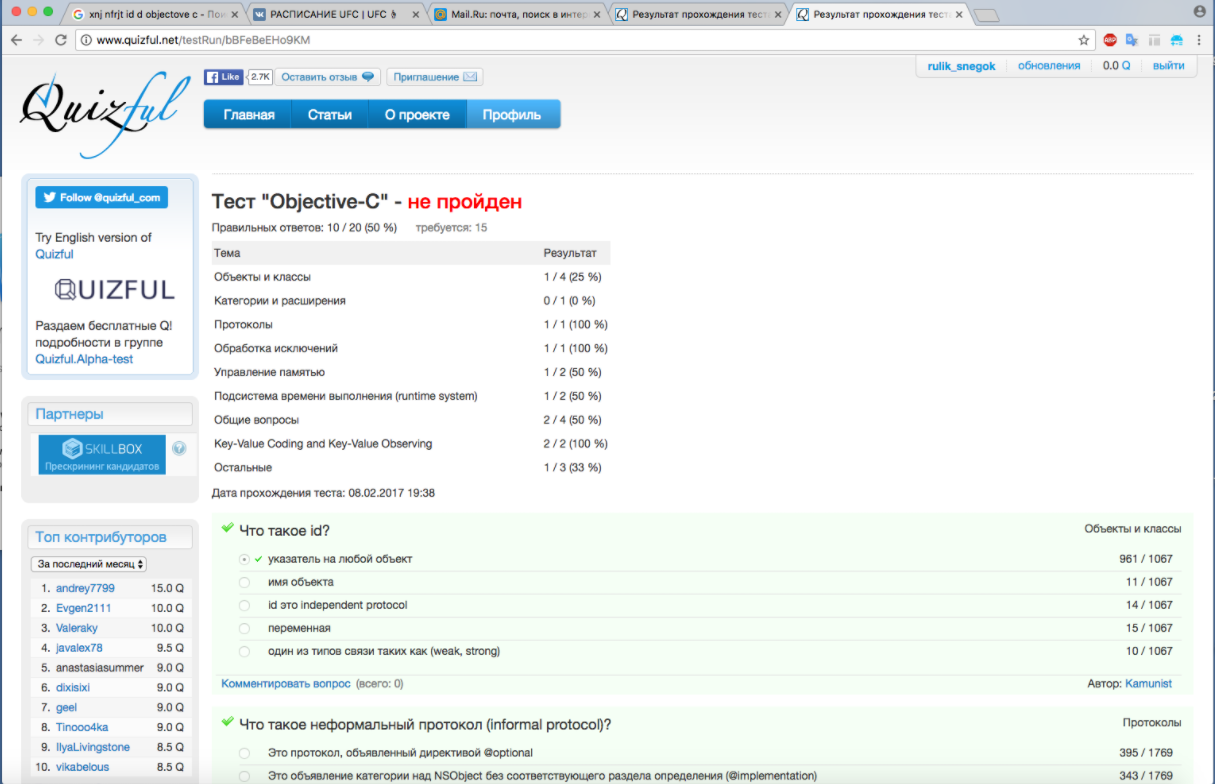 xnj nfrjt id d objectove c - Пои
РАСПИСАНИЕ UFC | UFC
Mail.Ru: почта, поиск в интер
Результат прохождения тест
Результат прохождения тест
www.quizful.net/testRun/bBFeBeEHo9KM
ABP
Quizful
Like
2.7K
Оставить отзыв
Приглашение
rulik_snegok
обновления
0.0 Q
выйти
Главная
Статьи
О проекте
Профиль
Follow @quizful_com
Try English version of
Quizful
QUIZFUL
Раздаем бесплатные Q!
подробности в группе
Quizful.Alpha-test
Партнеры
SKILLBOX
Прескрининг кандидатов
Топ контрибуторов
За последний месяц
1. andrey7799 15.0 Q
2. Evgen2111 10.0 Q
3. Valeraky 10.0 Q
4. javalex78 9.5 Q
5. anastasiasummer 9.0 Q
6. dixisixi 9.0 Q
7. geel 9.0 Q
8. Tinooo4ka 9.0 Q
9. IlyaLivingstone 8.5 Q
10. vikabelous 8.5 Q
Тест "Objective-C" - не пройден
Правильных ответов: 10 / 20 (50 %) требуется: 15
Тема Результат
Объекты и классы 1 / 4 (25 %)
Категории и расширения 0 / 1 (0 %)
Протоколы 1 / 1 (100 %)
Обработка исключений 1 / 1 (100 %)
Управление памятью 1 / 2 (50 %)
Подсистема времени выполнения (runtime system) 1 / 2 (50 %)
Общие вопросы 2 / 4 (50 %)
Key-Value Coding and Key-Value Observing 2 / 2 (100 %)
Остальные 1 / 3 (33 %)
Дата прохождения теста: 08.02.2017 19:38
Что такое id? Объекты и классы
указатель на любой объект 961 / 1067
имя объекта 11 / 1067
id это independent protocol 14 / 1067
переменная 15 / 1067
один из типов связи таких как (weak, strong) 10 / 1067
Комментировать вопрос (всего: 0) Автор: Kamunist
Что такое неформальный протокол (informal protocol)? Протоколы
Это протокол, объявленный директивой @optional 395 / 1769
Это объявление категории над NSObject без соответствующего раздела определения (@implementation) 343 / 1769